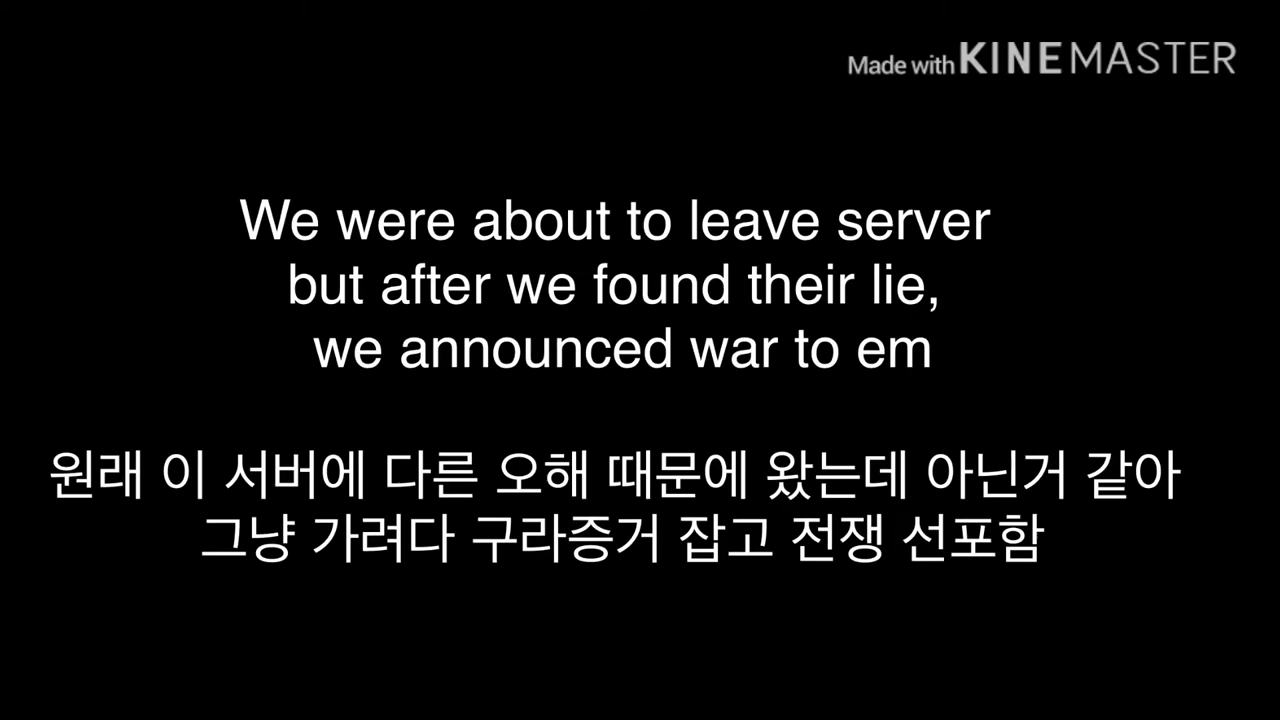 Made with KINEMASTER
We were about to leave server
but after we found their lie,
we announced war to em
원래 이 서버에 다른 오해 때문에 왔는데 아닌거 같아
그냥 가려다 구라증거 잡고 전쟁 선포함